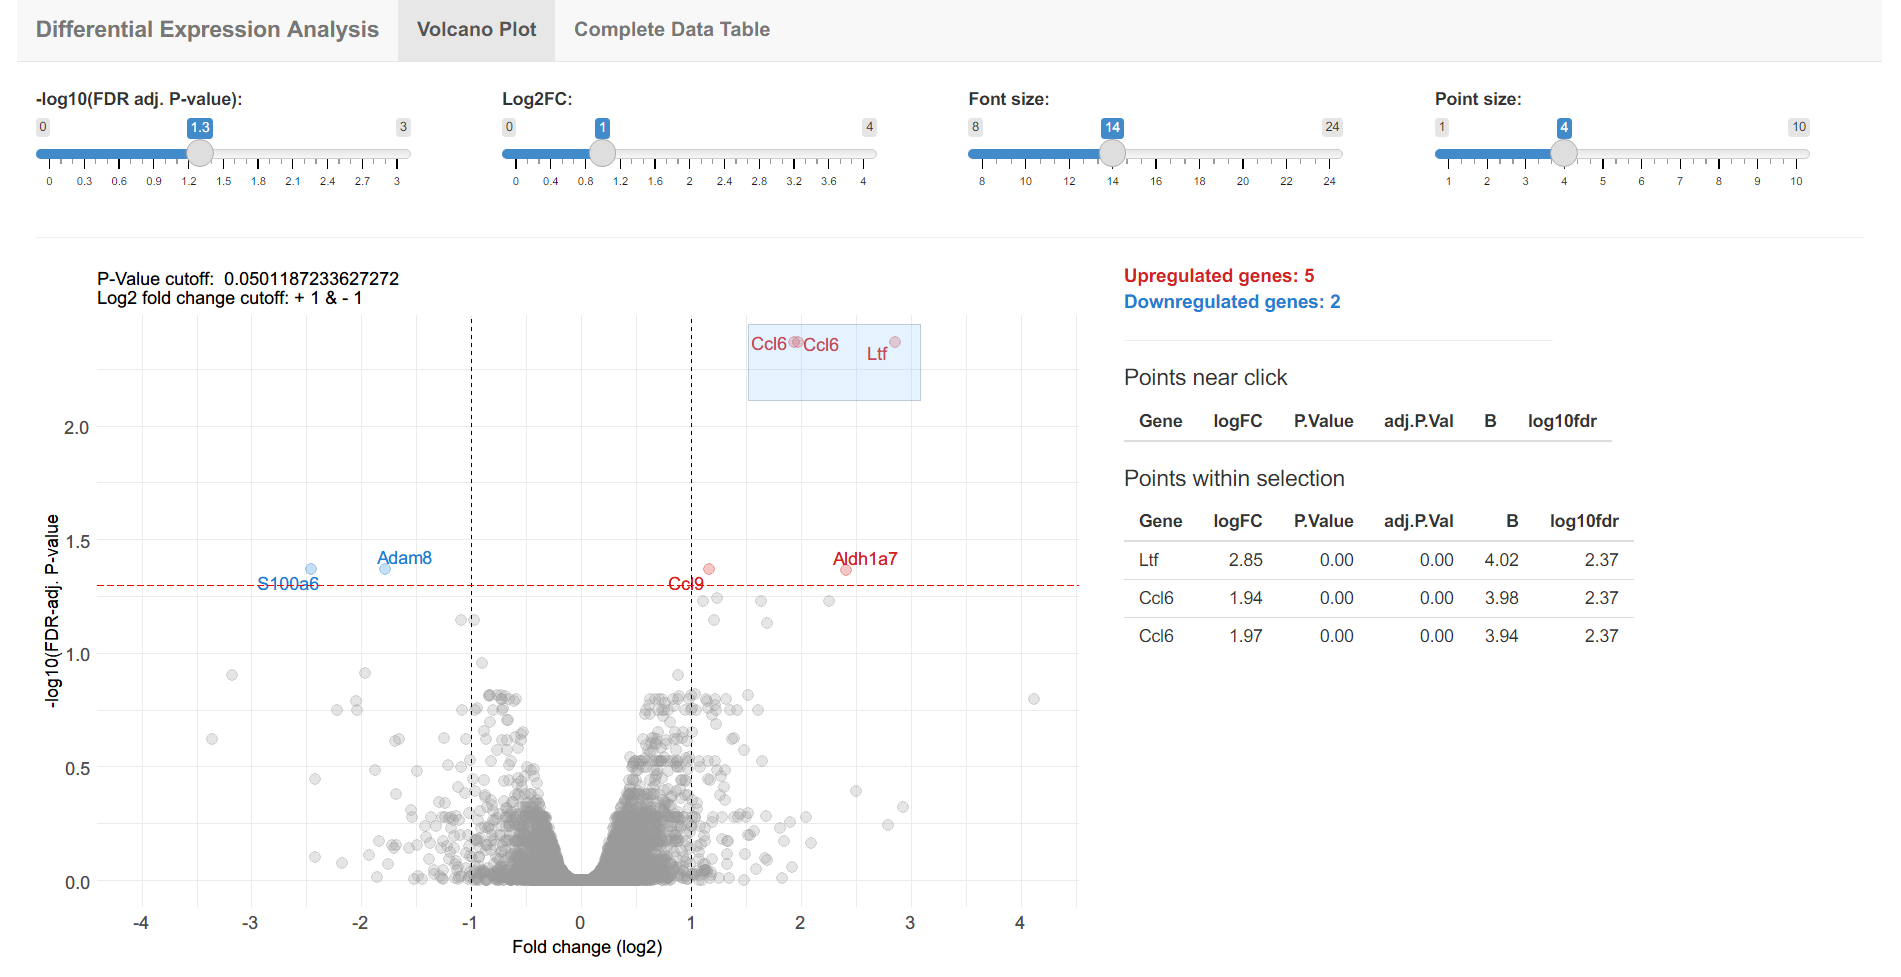 Differential Expression Analysis Volcano Plot Complete Data Table
-log10(FDR adj. P-value): Log2FC: Font size: Point size:
0 1.3 3 0 1 4 8 14 24 1 4 10
0 0.3 0.6 0.9 1.2 1.5 1.8 2.1 2.4 2.7 3 0 0.4 0.8 1.2 1.6 2 2.4 2.8 3.2 3.6 4 8 10 12 14 16 18 20 22 24 1 2 3 4 5 6 7 8 9 10
P-Value cutoff: 0.0501187233627272
Log2 fold change cutoff: + 1 & - 1
Ccl6 Ccl6 Ltf
2.0
1.5
Adam8 Aldh1a7
S100a6 Ccl9
1.0
0.5
0.0
-log10(FDR-adj. P-value
-4 -3 -2 -1 0 1 2 3 4
Fold change (log2)
Upregulated genes: 5
Downregulated genes: 2
Points near click
Gene logFC P.Value adj.P.Val B log10fdr
Points within selection
Gene logFC P.Value adj.P.Val B log10fdr
Ltf 2.85 0.00 0.00 4.02 2.37
Ccl6 1.94 0.00 0.00 3.98 2.37
Ccl6 1.97 0.00 0.00 3.94 2.37